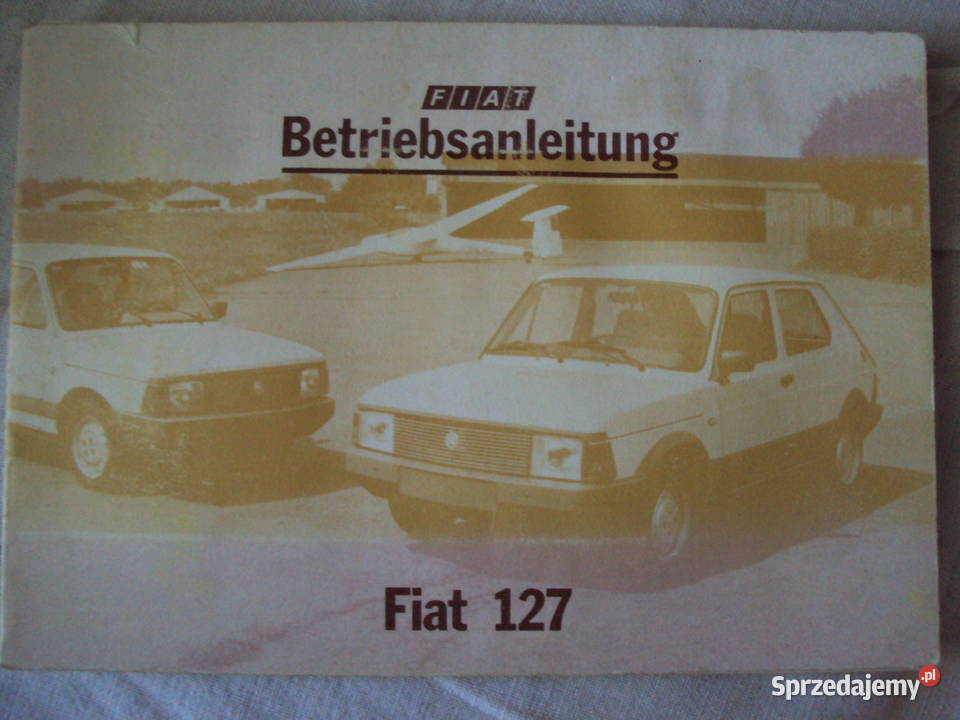 FIAT
Betriebsanleitung
Fiat 127
Sprzedajemy.pl